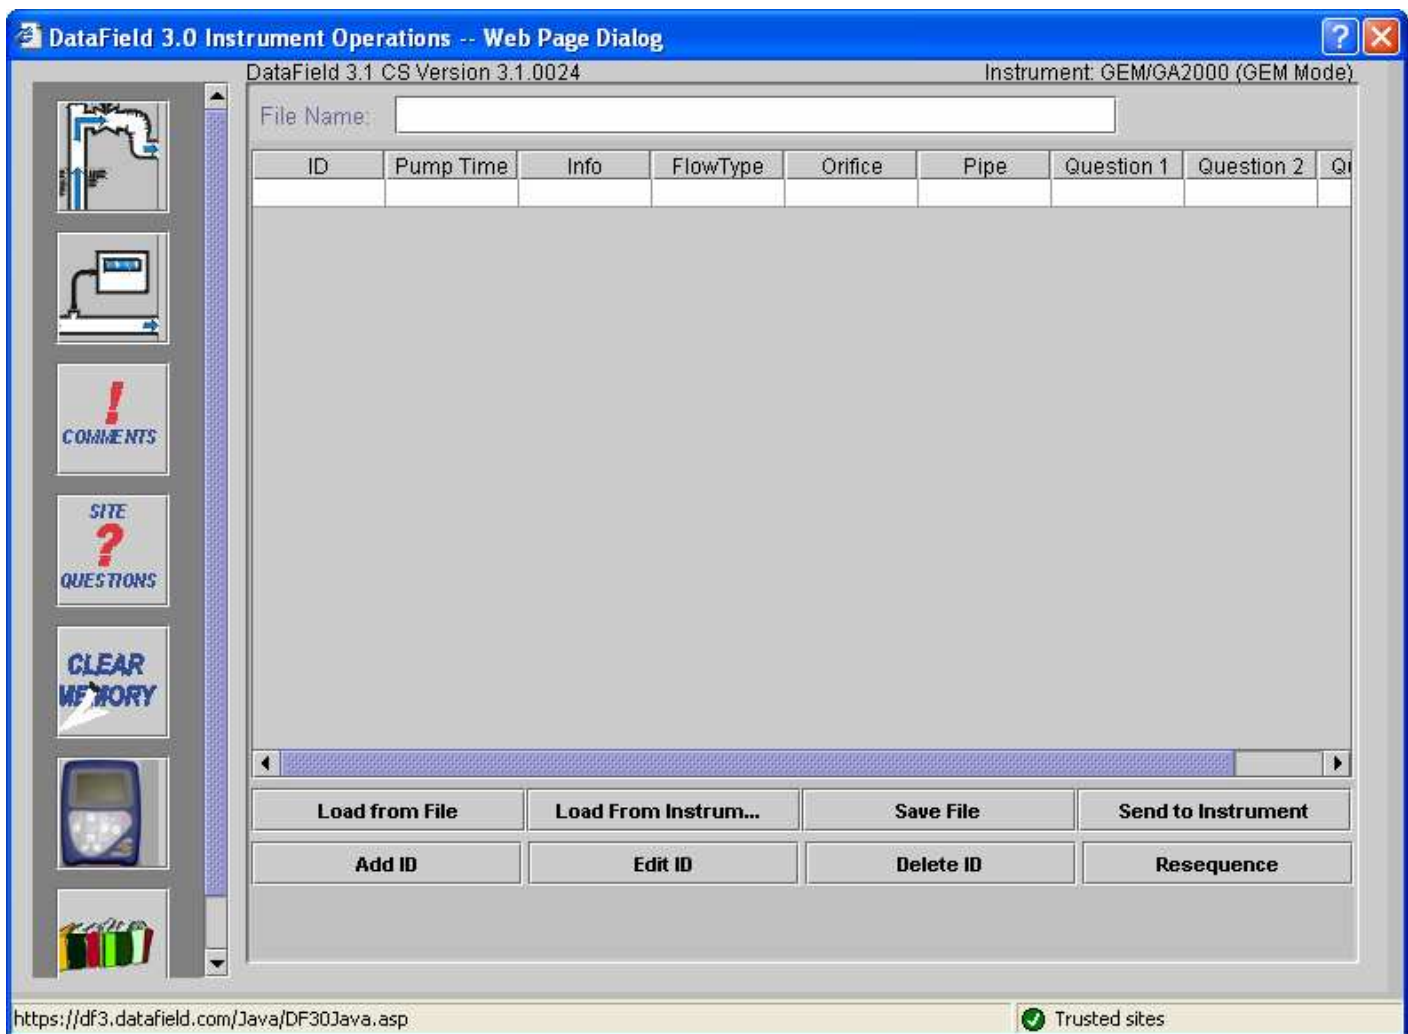 DataField 3.0 Instrument Operations -- Web Page Dialog
DataField 3.1 CS Version 3.1.0024
Instrument: GEM/GA2000 (GEM Mode)
File Name:
ID Pump Time Info FlowType Orifice Pipe Question 1 Question 2
! COMMENTS
SITE
?
QUESTIONS
CLEAR
MEMORY
Load from File Load From Instrum... Save File Send to Instrument
Add ID Edit ID Delete ID Resequence
https://df3.datafield.com/Java/DF30Java.asp
Trusted sites